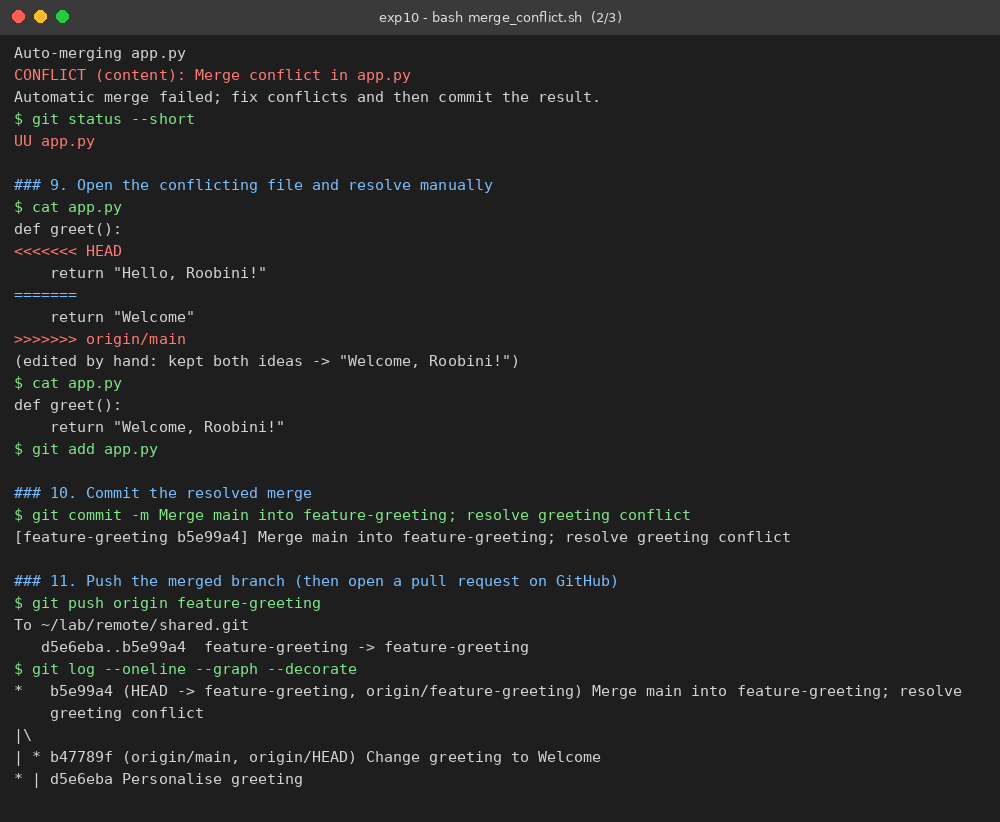 exp10 - bash merge_conflict.sh  (2/3)
Auto-merging app.py
CONFLICT (content): Merge conflict in app.py
Automatic merge failed; fix conflicts and then commit the result.
$ git status --short
UU app.py

### 9. Open the conflicting file and resolve manually
$ cat app.py
def greet():
<<<<<<< HEAD
    return "Hello, Roobini!"
=======
    return "Welcome"
>>>>>>> origin/main
(edited by hand: kept both ideas -> "Welcome, Roobini!")
$ cat app.py
def greet():
    return "Welcome, Roobini!"
$ git add app.py

### 10. Commit the resolved merge
$ git commit -m Merge main into feature-greeting; resolve greeting conflict
[feature-greeting b5e99a4] Merge main into feature-greeting; resolve greeting conflict

### 11. Push the merged branch (then open a pull request on GitHub)
$ git push origin feature-greeting
To ~/lab/remote/shared.git
   d5e6eba..b5e99a4  feature-greeting -> feature-greeting
$ git log --oneline --graph --decorate
*   b5e99a4 (HEAD -> feature-greeting, origin/feature-greeting) Merge main into feature-greeting; resolve
    greeting conflict
|\
| * b47789f (origin/main, origin/HEAD) Change greeting to Welcome
* | d5e6eba Personalise greeting